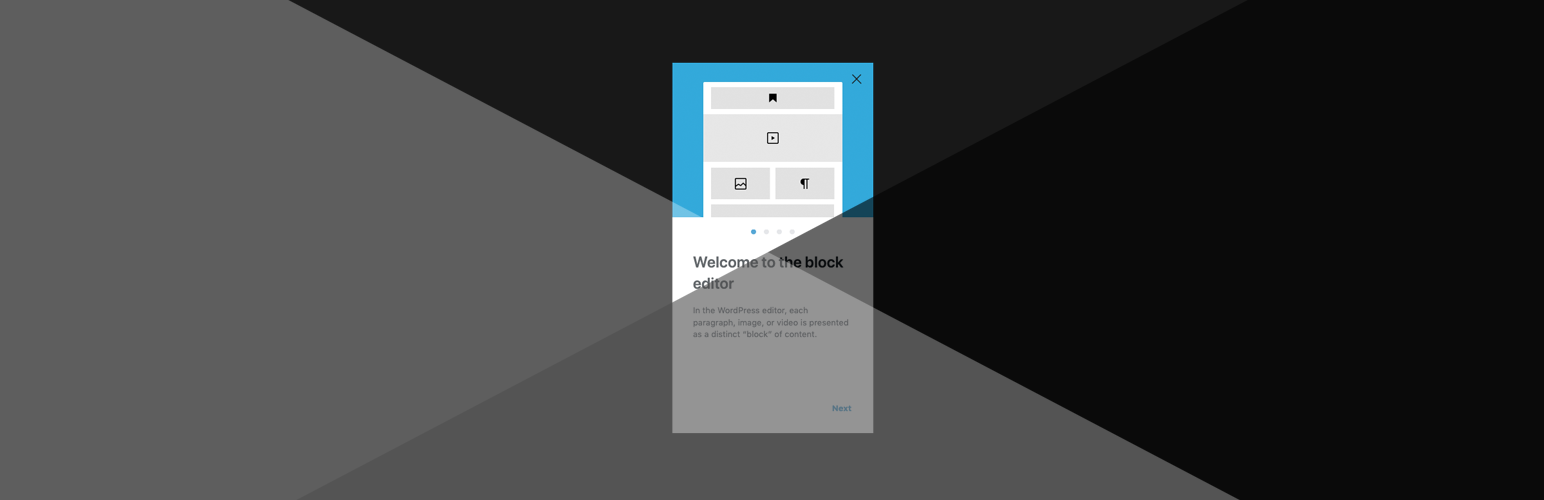 Welcome to the block
editor
In the WordPress editor, each
paragraph, image, or video is presented
as a distinct “block” of content.
Next